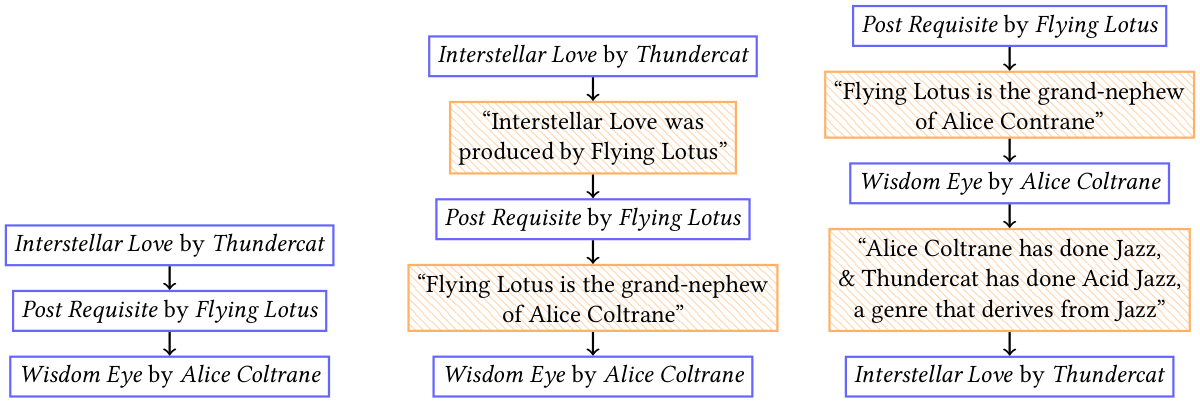 Interstellar Love by Thundercat
Post Requisite by Flying Lotus
Wisdom Eye by Alice Coltrane
Interstellar Love by Thundercat
“Interstellar Love was
produced by Flying Lotus”
Post Requisite by Flying Lotus
“Flying Lotus is the grand-nephew
of Alice Coltrane”
Wisdom Eye by Alice Coltrane
Post Requisite by Flying Lotus
“Flying Lotus is the grand-nephew
of Alice Contrane”
Wisdom Eye by Alice Coltrane
“Alice Coltrane has done Jazz,
& Thundercat has done Acid Jazz,
a genre that derives from Jazz”
Interstellar Love by Thundercat